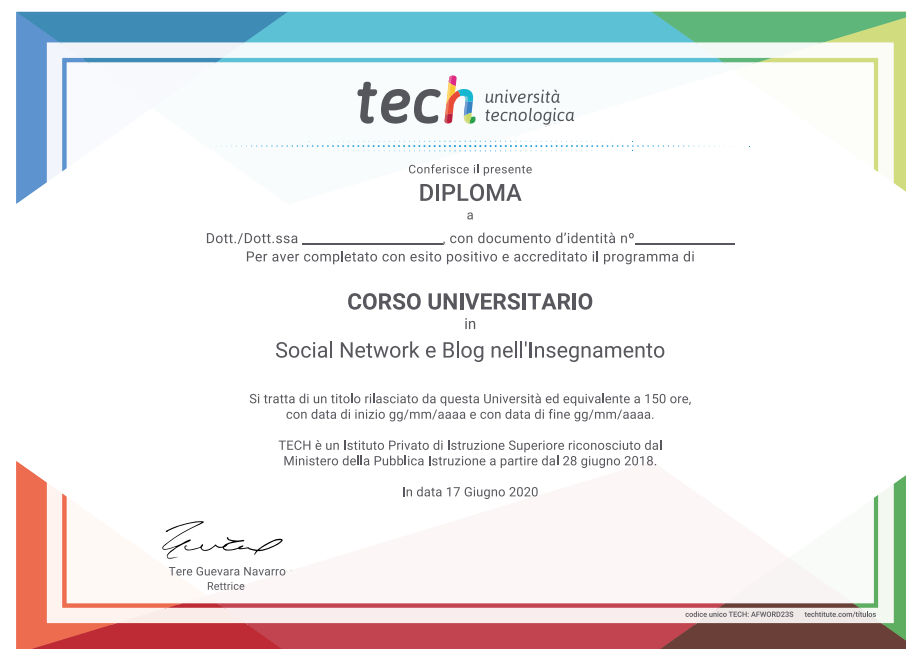 tech università
tecnologica
Conferisce il presente
DIPLOMA
a
Dott./Dott.ssa ____________________, con documento d'identità nº______________
Per aver completato con esito positivo e accreditato il programma di
CORSO UNIVERSITARIO
in
Social Network e Blog nell'Insegnamento
Si tratta di un titolo rilasciato da questa Università ed equivalente a 150 ore,
con data di inizio gg/mm/aaaa e con data di fine gg/mm/aaaa.
TECH è un Istituto Privato di Istruzione Superiore riconosciuto dal
Ministero della Pubblica Istruzione a partire dal 28 giugno 2018.
In data 17 Giugno 2020
Tere Guevara Navarro
Rettrice
codice unico TECH: AFWORD23S techtitute.com/titulos